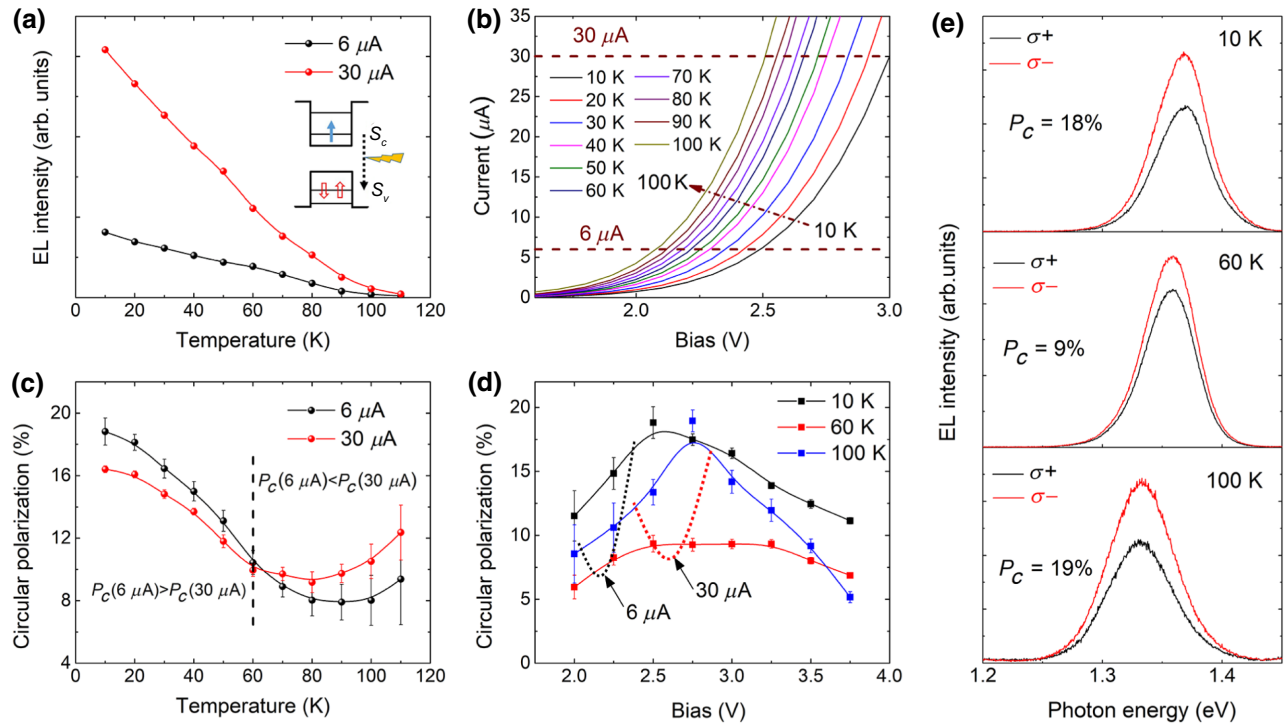 (a)
6 μA
30 μA
S_c
S_v
EL intensity (arb. units)
0 20 40 60 80 100 120
Temperature (K)
(b)
35
30
25
20
15
10
5
0
30 μA
10 K
20 K
30 K
40 K
50 K
60 K
70 K
80 K
90 K
100 K
100 K
10 K
6 μA
Current (μA)
2.0 2.5 3.0
Bias (V)
(c)
20
16
12
8
4
6 μA
30 μA
P_C(6 μA)<P_C(30 μA)
P_C(6 μA)>P_C(30 μA)
Circular polarization (%)
0 20 40 60 80 100 120
Temperature (K)
(d)
20
15
10
5
0
10 K
60 K
100 K
30 μA
6 μA
Circular polarization (%)
2.0 2.5 3.0 3.5
Bias (V)
(e)
σ+
σ−
10 K
P_C = 18%
σ+
σ−
60 K
P_C = 9%
σ+
σ−
100 K
P_C = 19%
EL intensity (arb.units)
1.2 1.3 1.4
Photon energy (eV)